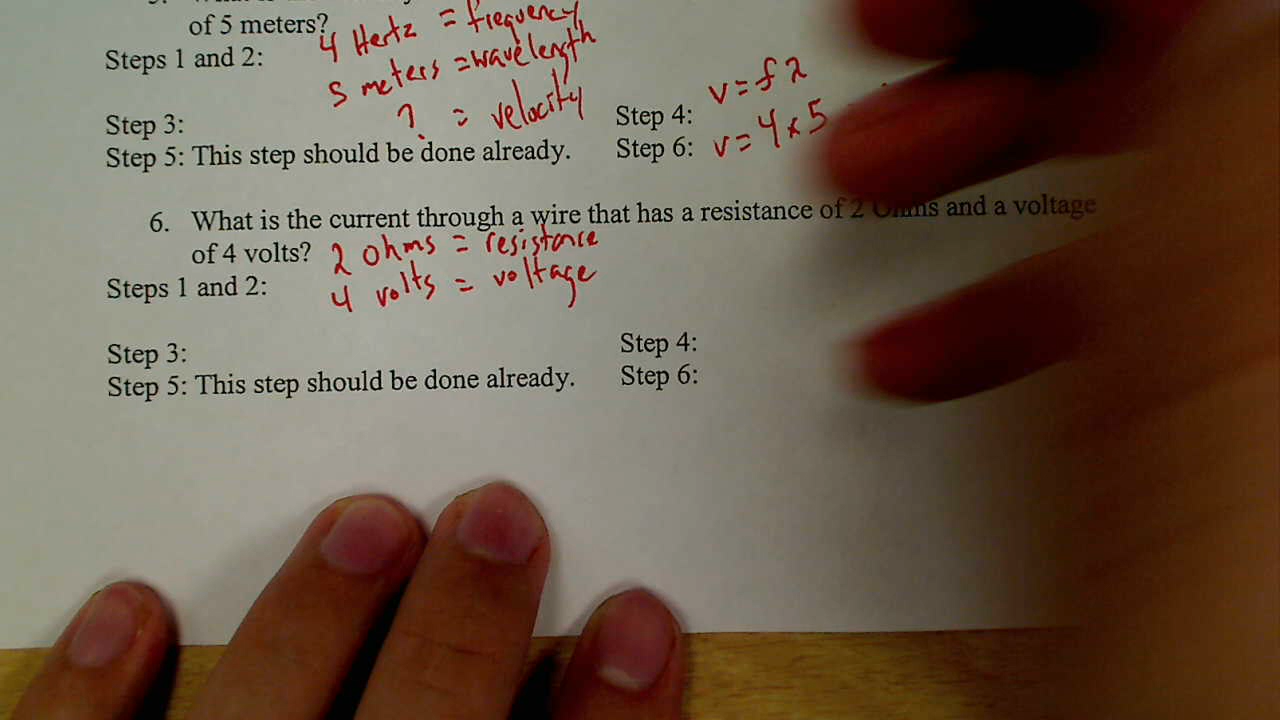 of 5 meters?
4 Hertz = frequency
Steps 1 and 2:
5 meters = wavelength
? = velocity
Step 3:
Step 4: v = f λ
Step 5: This step should be done already.
Step 6: v = 4 x 5
6. What is the current through a wire that has a resistance of 2 Ohms and a voltage
of 4 volts?
2 ohms = resistance
Steps 1 and 2:
4 volts = voltage
Step 3:
Step 4:
Step 5: This step should be done already.
Step 6: